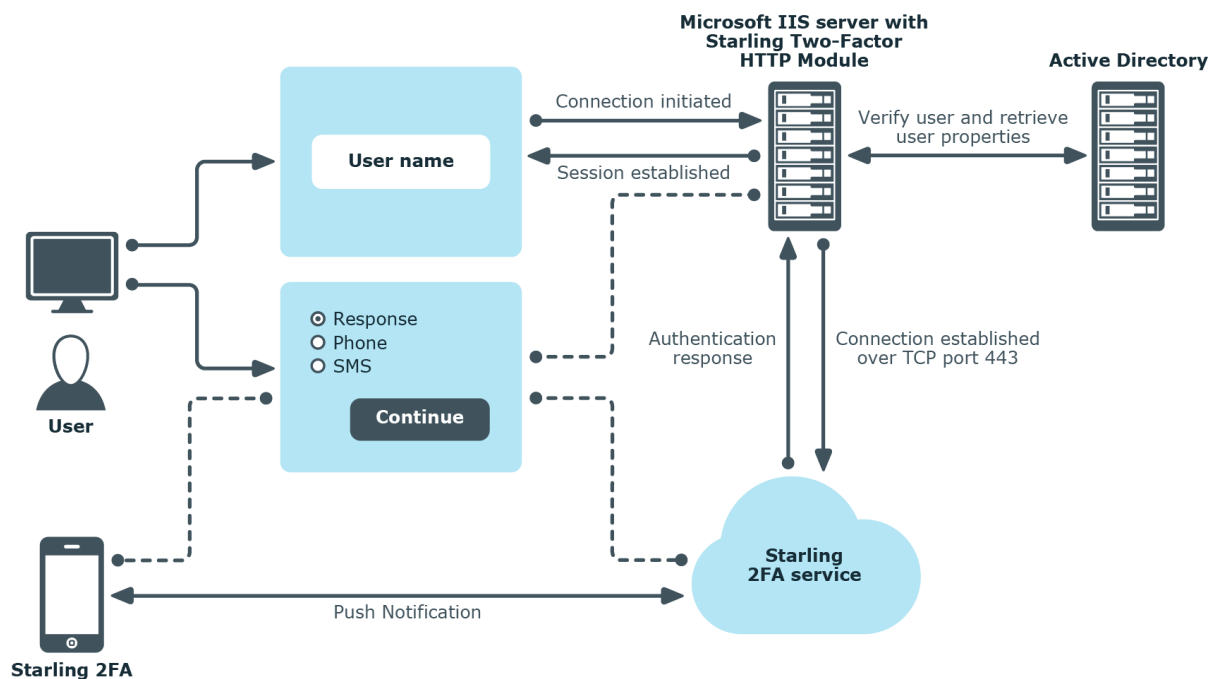 Microsoft IIS server with
Starling Two-Factor
HTTP Module
Active Directory
Connection initiated
Verify user and retrieve
user properties
User name
Session established
Response
Phone
SMS
Continue
Authentication
response
Connection established
over TCP port 443
User
Starling
2FA service
Push Notification
Starling 2FA